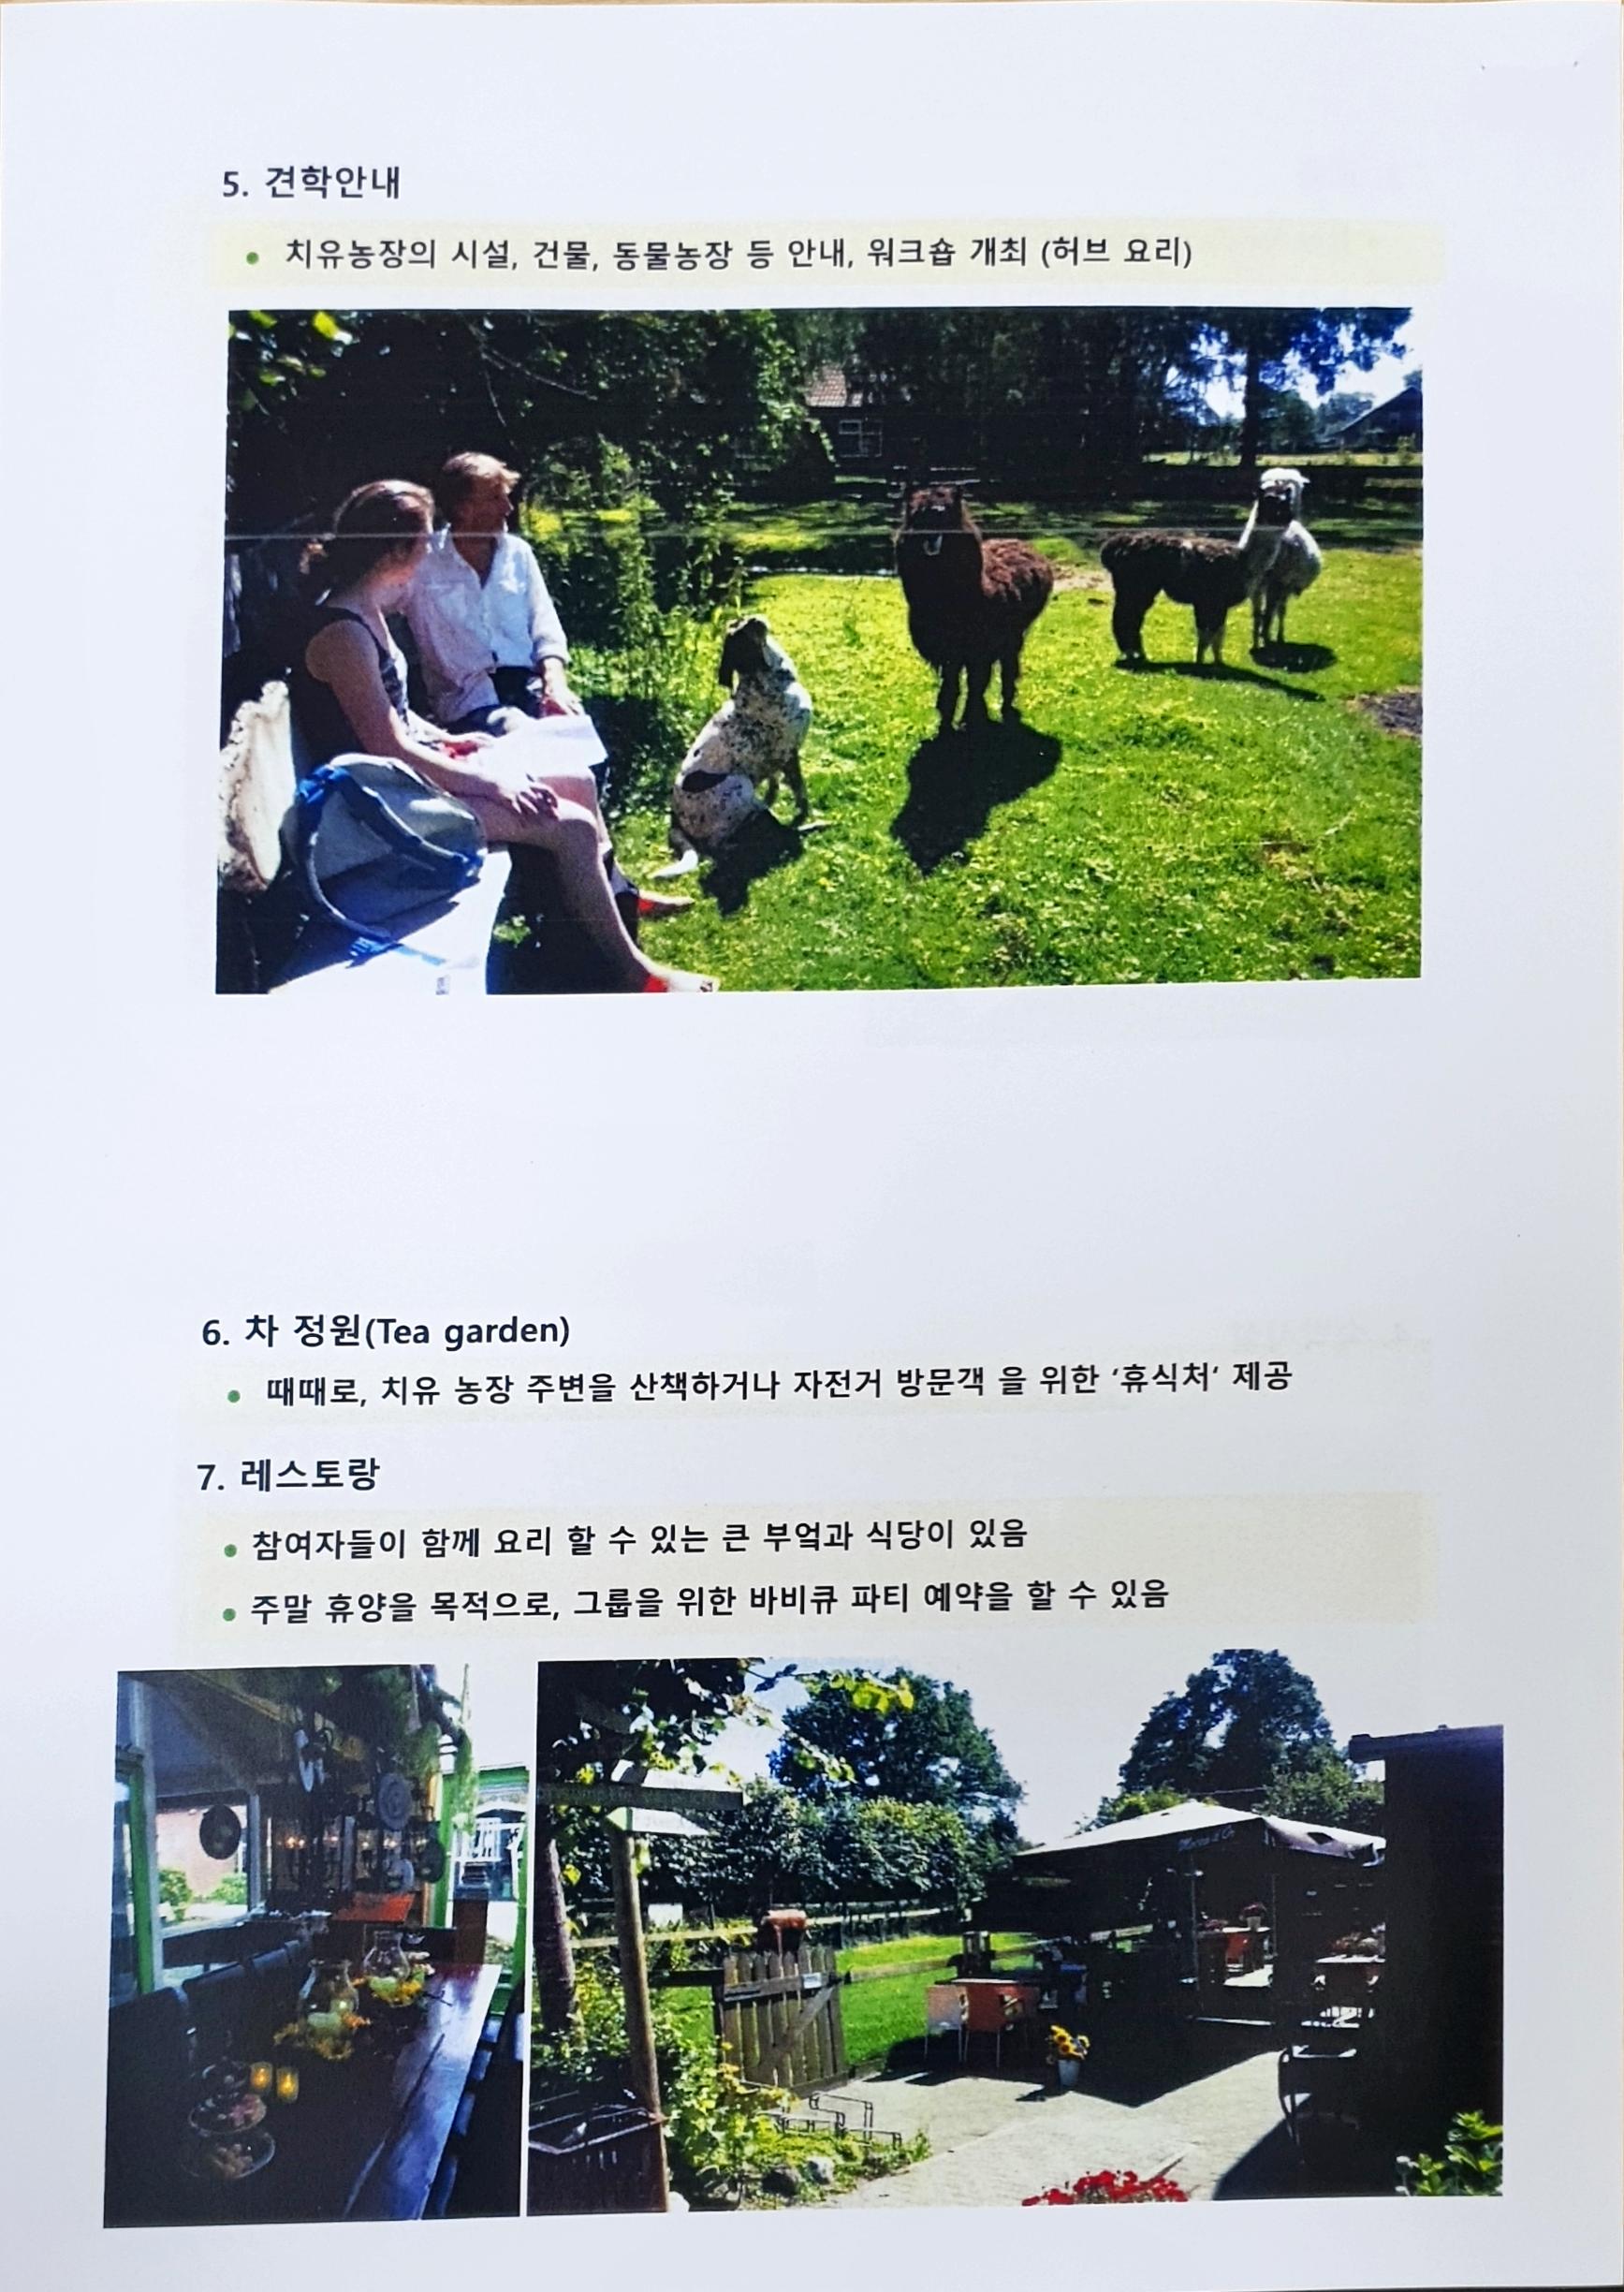 5. 견학안내
• 치유농장의 시설, 건물, 동물농장 등 안내, 워크숍 개최 (허브 요리)
6. 차 정원(Tea garden)
• 때때로, 치유 농장 주변을 산책하거나 자전거 방문객 을 위한 ‘휴식처‘ 제공
7. 레스토랑
• 참여자들이 함께 요리 할 수 있는 큰 부엌과 식당이 있음
• 주말 휴양을 목적으로, 그룹을 위한 바비큐 파티 예약을 할 수 있음